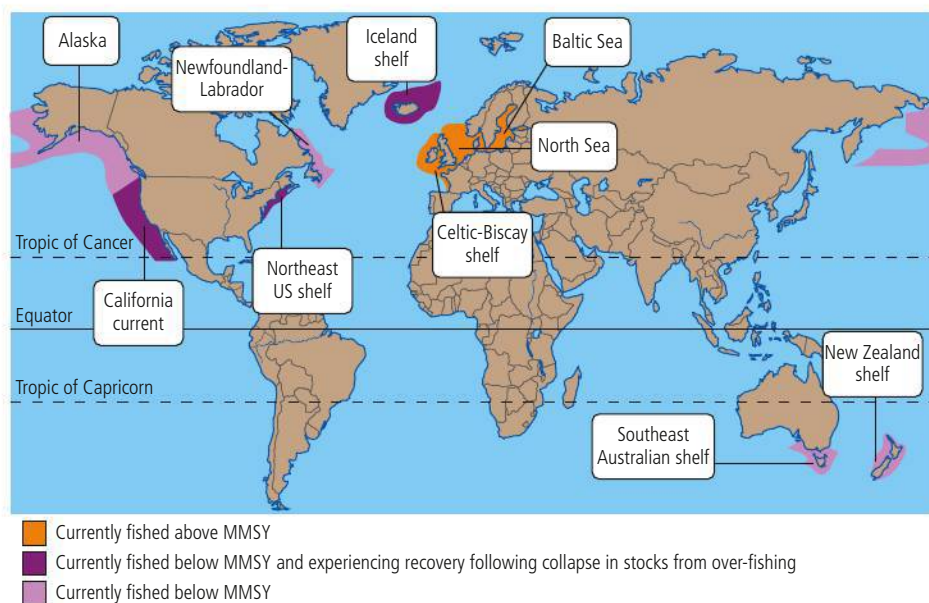 Alaska
Newfoundland-
Labrador
Iceland
shelf
Baltic Sea
North Sea
Celtic-Biscay
shelf
Tropic of Cancer
Northeast
US shelf
California
current
Equator
New Zealand
shelf
Tropic of Capricorn
Southeast
Australian shelf
Currently fished above MMSY
Currently fished below MMSY and experiencing recovery following collapse in stocks from over-fishing
Currently fished below MMSY